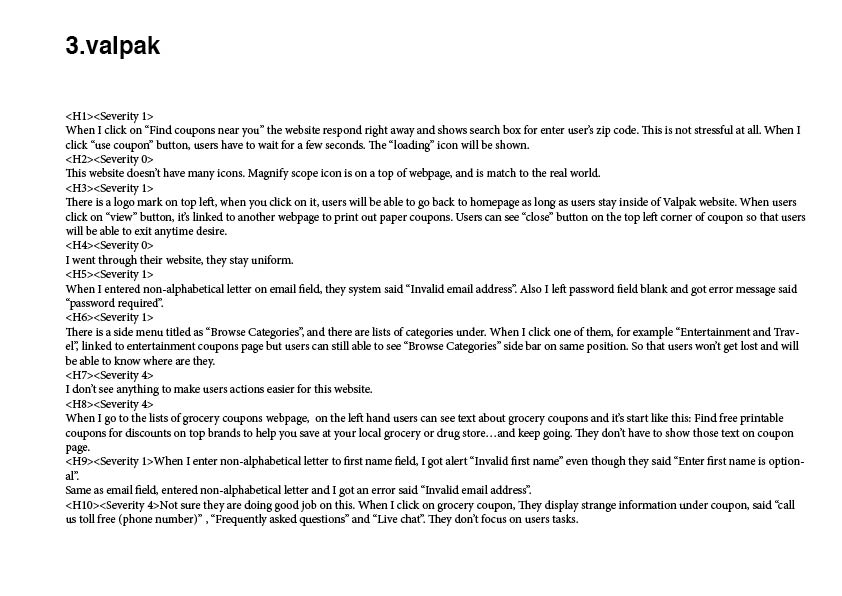 3.valpak
<H1><Severity 1>
When I click on “Find coupons near you” the website respond right away and shows search box for enter user’s zip code. This is not stressful at all. When I
click “use coupon” button, users have to wait for a few seconds. The “loading” icon will be shown.
<H2><Severity 0>
This website doesn’t have many icons. Magnify scope icon is on top of webpage, and is match to the real world.
<H3><Severity 1>
There is a logo mark on top left, when you click on it, users will be able to go back to homepage as long as users stay inside of Valpak website. When users
click on “view” button, it’s linked to another webpage to print out paper coupons. Users can see “close” button on the top left corner of coupon so that users
will be able to exit anytime desire.
<H4><Severity 0>
I went through their website, they stay uniform.
<H5><Severity 1>
When I entered non-alphabetical letter on email field, they system said “Invalid email address”. Also I left password field blank and got error message said
“password required”.
<H6><Severity 1>
There is a side menu titled as “Browse Categories”, and there are lists of categories under. When I click one of them, for example “Entertainment and Trav-
el”, linked to entertainment coupons page but users can still able to see “Browse Categories” side bar on same position. So that users won’t get lost and will
be able to know where are they.
<H7><Severity 4>
I don’t see anything to make users actions easier for this website.
<H8><Severity 4>
When I go to the lists of grocery coupons webpage,  on the left hand users can see text about grocery coupons and it’s start like this: Find free printable
coupons for discounts on top brands to help you save at your local grocery or drug store…and keep going. They don’t have to show those text on coupon
page.
<H9><Severity 1>When I enter non-alphabetical letter to first name field, I got alert “Invalid first name” even though they said “Enter first name is option-
al”.
Same as email field, entered non-alphabetical letter and I got an error said “Invalid email address”.
<H10><Severity 4>Not sure they are doing good job on this. When I click on grocery coupon, They display strange information under coupon, said “call
us toll free (phone number)” , “Frequently asked questions” and “Live chat”. They don’t focus on users tasks.